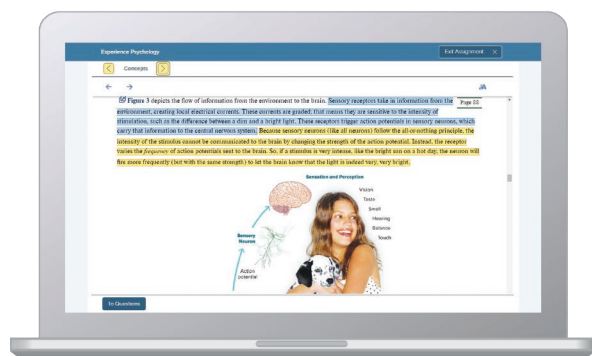 Experience Psychology
Exit Assignment X
< Concepts >
← →
Figure 3 depicts the flow of information from the environment to the brain. Sensory receptors take in information from the
Page 88
environment, creating local electrical currents. These currents are graded; that means they are sensitive to the intensity of
stimulation, such as the difference between a dim and a bright light. These receptors trigger action potentials in sensory neurons, which
carry that information to the central nervous system. Because sensory neurons (like all neurons) follow the all-or-nothing principle, the
intensity of the stimulus cannot be communicated to the brain by changing the strength of the action potential. Instead, the receptor
varies the frequency of action potentials sent to the brain. So, if a stimulus is very intense, like the bright sun on a hot day, the neuron will
fire more frequently (but with the same strength) to let the brain know that the light is indeed very, very bright.
Sensation and Perception
Vision
Taste
Smell
Hearing
Balance
Touch
Sensory
Neuron
Action
potential
To Questions